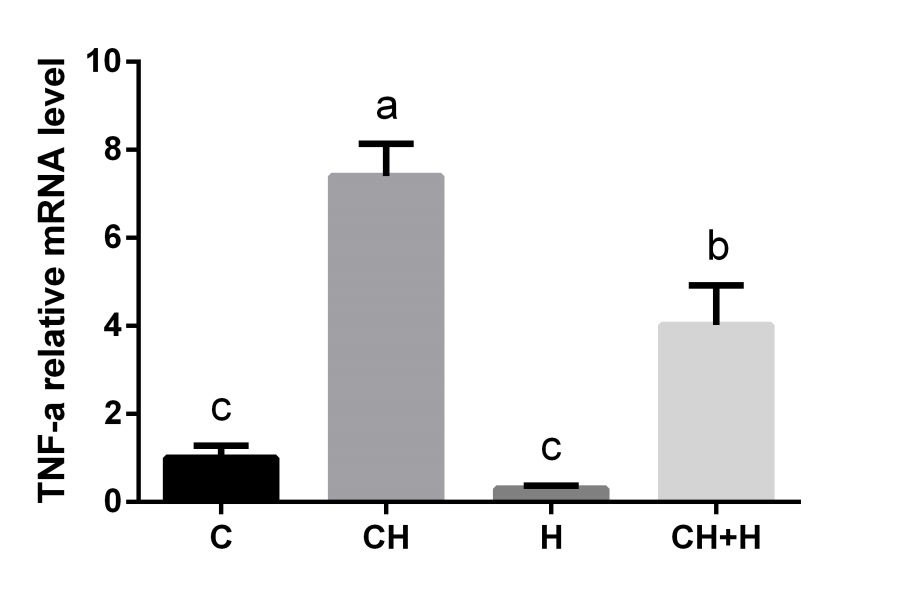 TNF-a relative mRNA level
10
8
6
4
2
0
c
a
c
b
C
CH
H
CH+H